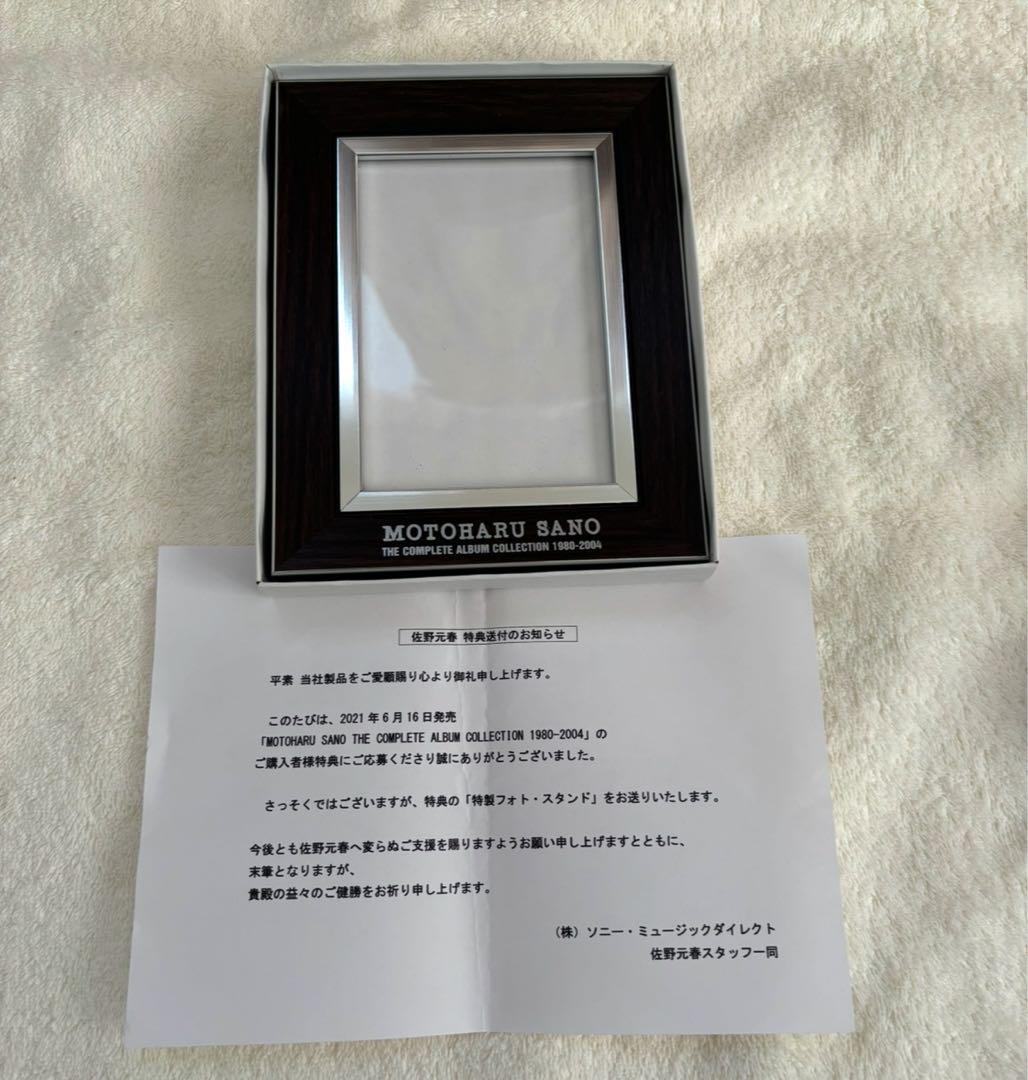 MOTOHARU SANO
THE COMPLETE ALBUM COLLECTION 1980-2004
佐野元春 特典送付のお知らせ
平素 当社製品をご愛顧賜り心より御礼申し上げます。
このたびは、2021年6月16日発売
「MOTOHARU SANO THE COMPLETE ALBUM COLLECTION 1980-2004」の
ご購入者様特典にご応募くださり誠にありがとうございました。
さっそくではございますが、特典の「特製フォト・スタンド」をお送りいたします。
今後とも佐野元春へ変らぬご支援を賜りますようお願い申し上げますとともに、
末筆となりますが、
貴殿の益々のご健勝をお祈り申し上げます。
（株）ソニー・ミュージックダイレクト
佐野元春スタッフ一同